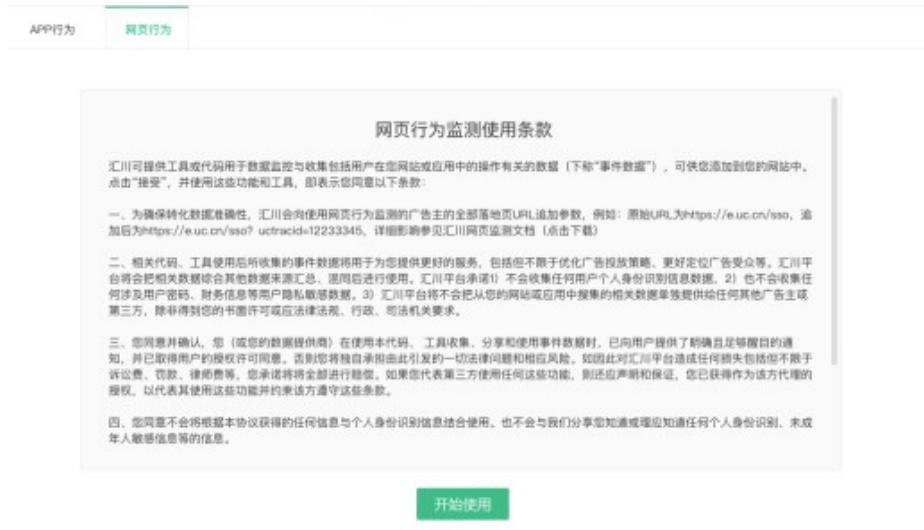 APP行为
网页行为
网页行为监测使用条款
汇川可提供工具或代码用于数据监控与收集包括用户在您网站或应用中的操作有关的数据（下称“事件数据”），可供您添加到您的网站中。
点击“接受”，并使用这些功能和工具，即表示您同意以下条款：
一、为确保转化数据准确性，汇川会向使用网页行为监测的广告主的全部落地页URL追加参数，例如：原始URL为https://e.uc.cn/sso，追
加后为https://e.uc.cn/sso? uctracid=12233345，详细影响参见汇川网页监测文档（点击下载）
二、相关代码、工具使用后所收集的事件数据将用于为您提供更好的服务，包括但不限于优化广告投放策略、更好定位广告受众等。汇川平
台将会把相关数据综合其他数据来源汇总、混同后进行使用。汇川平台承诺1）不会收集任何用户个人身份识别信息数据，2）也不会收集任
何涉及用户密码、财务信息等用户隐私敏感数据。3）汇川平台将不会把从您的网站或应用中搜集的相关数据单独提供给任何其他广告主或
第三方，除非得到您的书面许可或应法律法规、行政、司法机关要求。
三、您同意并确认，您（或您的数据提供商）在使用本代码、 工具收集、分享和使用事件数据时，已向用户提供了明确且足够醒目的通
知，并已取得用户的授权许可同意。否则您将独自承担由此引发的一切法律问题和相应风险。如因此对汇川平台造成任何损失包括但不限于
诉讼费、罚款、律师费等，您承诺将将全部进行赔偿。如果您代表第三方使用任何这些功能，则还应声明和保证，您已获得作为该方代理的
授权，以代表其使用这些功能并约束该方遵守这些条款。
四、您同意不会将根据本协议获得的任何信息与个人身份识别信息结合使用。也不会与我们分享您知道或理应知道任何个人身份识别、未成
年人敏感信息等的信息。
开始使用